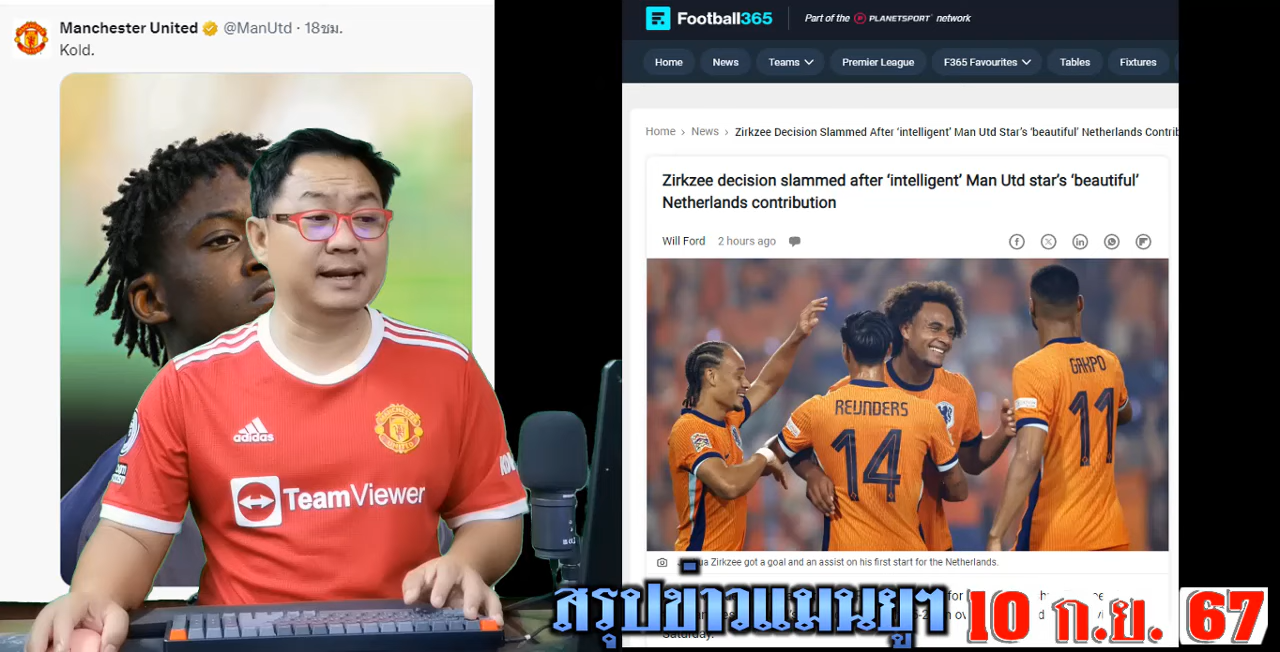 Manchester United @ManUtd · 18ชม.
Kold.
adidas
TeamViewer
Football365
Part of the PLANETSPORT network
Home News Teams Premier League F365 Favourites Tables Fixtures
Home › News › Zirkzee Decision Slammed After ‘intelligent’ Man Utd Star’s ‘beautiful’ Netherlands Contrib
Zirkzee decision slammed after ‘intelligent’ Man Utd star’s ‘beautiful’
Netherlands contribution
Will Ford 2 hours ago
REIJNDERS
14
GAKPO
11
Zirkzee got a goal and an assist on his first start for the Netherlands.
Saturday.
สรุปข่าวแมนยูฯ 10 ก.ย. 67